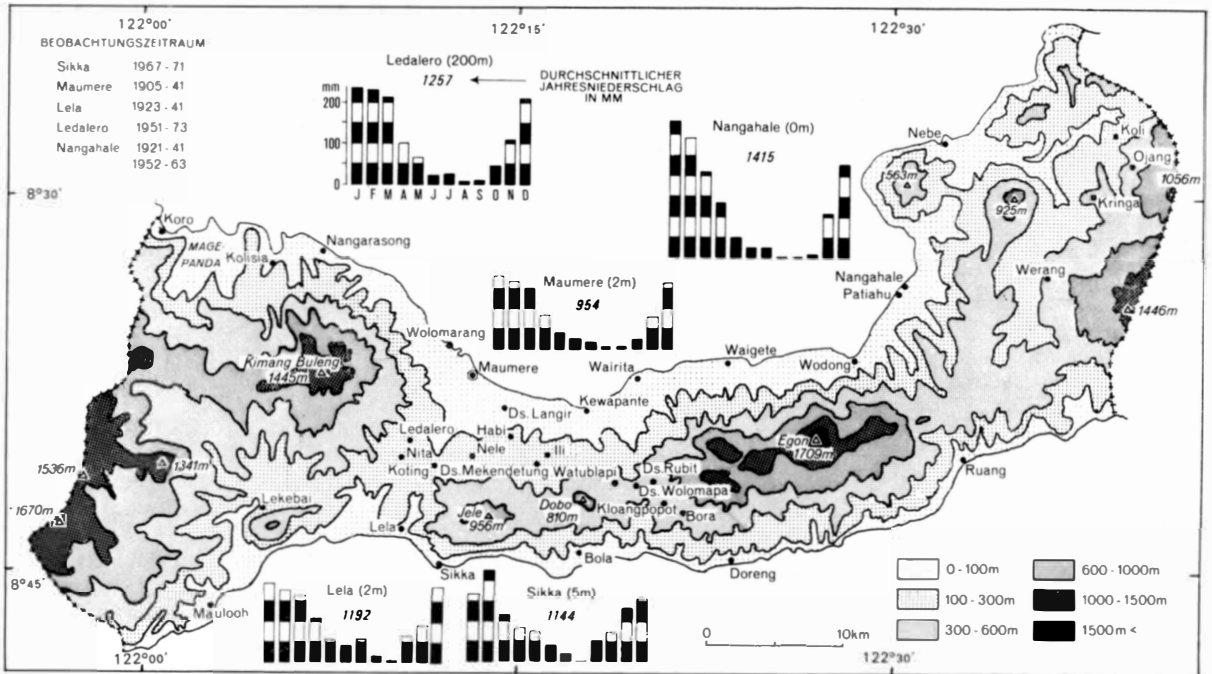 122°00'
122°15'
122°30'
BEOBACHTUNGSZEITRAUM
Sikka 1967-71
Maumere 1905-41
Lela 1923-41
Ledalero 1951-73
Nangahale 1921-41
1952-63
Ledalero (200m)
1257
DURCHSCHNITTLICHER
JAHRESNIEDERSCHLAG
IN MM
mm
200
100
0
J F M A M J J A S O N D
Nangahale (0m)
1415
Nebe
Koli
Ojang
1056m
563m
925m
Kringa
8°30'
Koro
MAGE-
PANDA
Kolisia
Nangarasong
Maumere (2m)
954
Nangahale
Patiahu
Werang
1446m
Wolomarang
Maumere
Kimang Buleng
1445m
Wairita
Waigete
Wodong
Kewapante
Ds. Langir
Habi
Ledalero
Nita
Nele
Ili
Koting
Ds. Mekendetung
Watublapi
Ds. Rubit
Ds. Wolomapa
Egon
1709m
Ruang
1536m
1341m
1670m
Lekebai
Lela
Jele
956m
Dobo
810m
Kloangpopot
Bora
Bola
Sikka
Doreng
8°45'
Maulooh
Lela (2m)
1192
Sikka (5m)
1144
0 10km
0-100m
100-300m
300-600m
600-1000m
1000-1500m
1500m <
122°00'
122°30'